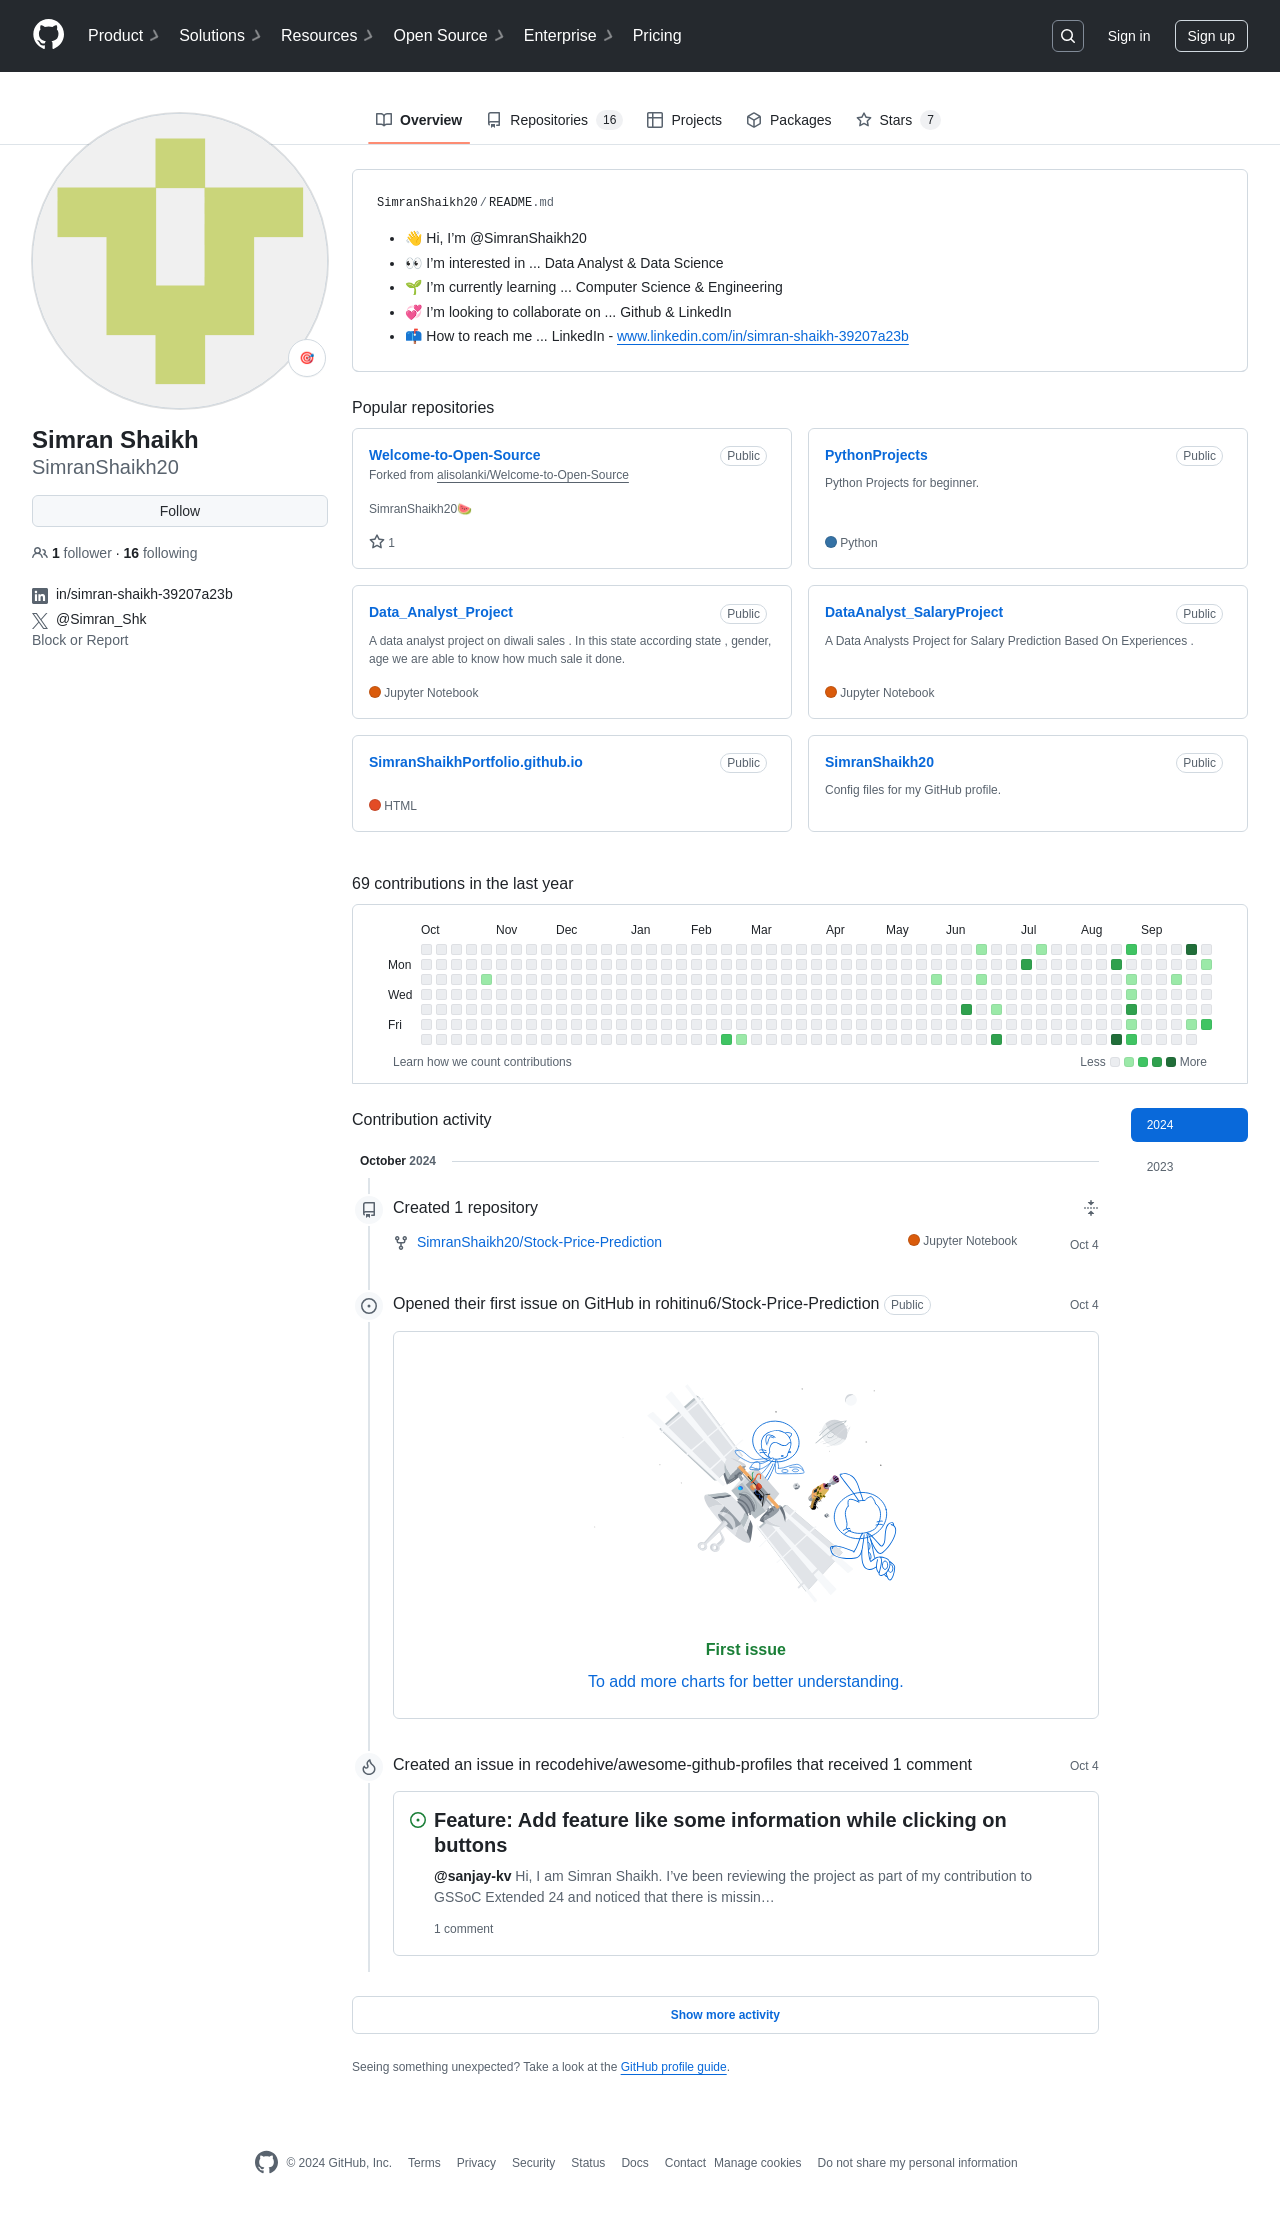 Product
Solutions
Resources
Open Source
Enterprise
Pricing
Sign in
Sign up
Overview
Repositories 16
Projects
Packages
Stars 7
🎯
Simran Shaikh
SimranShaikh20
Follow
1 follower · 16 following
in/simran-shaikh-39207a23b
@Simran_Shk
Block or Report
SimranShaikh20/README.md
👋 Hi, I’m @SimranShaikh20
👀 I’m interested in ... Data Analyst & Data Science
🌱 I’m currently learning ... Computer Science & Engineering
💞️ I’m looking to collaborate on ... Github & LinkedIn
📫 How to reach me ... LinkedIn - www.linkedin.com/in/simran-shaikh-39207a23b
Popular repositories
Welcome-to-Open-Source Public
Forked from alisolanki/Welcome-to-Open-Source
SimranShaikh20🍉
1
PythonProjects Public
Python Projects for beginner.
Python
Data_Analyst_Project Public
A data analyst project on diwali sales . In this state according state , gender,
age we are able to know how much sale it done.
Jupyter Notebook
DataAnalyst_SalaryProject Public
A Data Analysts Project for Salary Prediction Based On Experiences .
Jupyter Notebook
SimranShaikhPortfolio.github.io Public
HTML
SimranShaikh20 Public
Config files for my GitHub profile.
69 contributions in the last year
Oct Nov Dec Jan Feb Mar Apr May Jun Jul Aug Sep
Mon
Wed
Fri
Learn how we count contributions
Less More
Contribution activity
2024
2023
October 2024
Created 1 repository
SimranShaikh20/Stock-Price-Prediction Jupyter Notebook Oct 4
Opened their first issue on GitHub in rohitinu6/Stock-Price-Prediction Public Oct 4
First issue
To add more charts for better understanding.
Created an issue in recodehive/awesome-github-profiles that received 1 comment Oct 4
Feature: Add feature like some information while clicking on
buttons
@sanjay-kv Hi, I am Simran Shaikh. I’ve been reviewing the project as part of my contribution to
GSSoC Extended 24 and noticed that there is missin…
1 comment
Show more activity
Seeing something unexpected? Take a look at the GitHub profile guide.
© 2024 GitHub, Inc. Terms Privacy Security Status Docs Contact Manage cookies Do not share my personal information